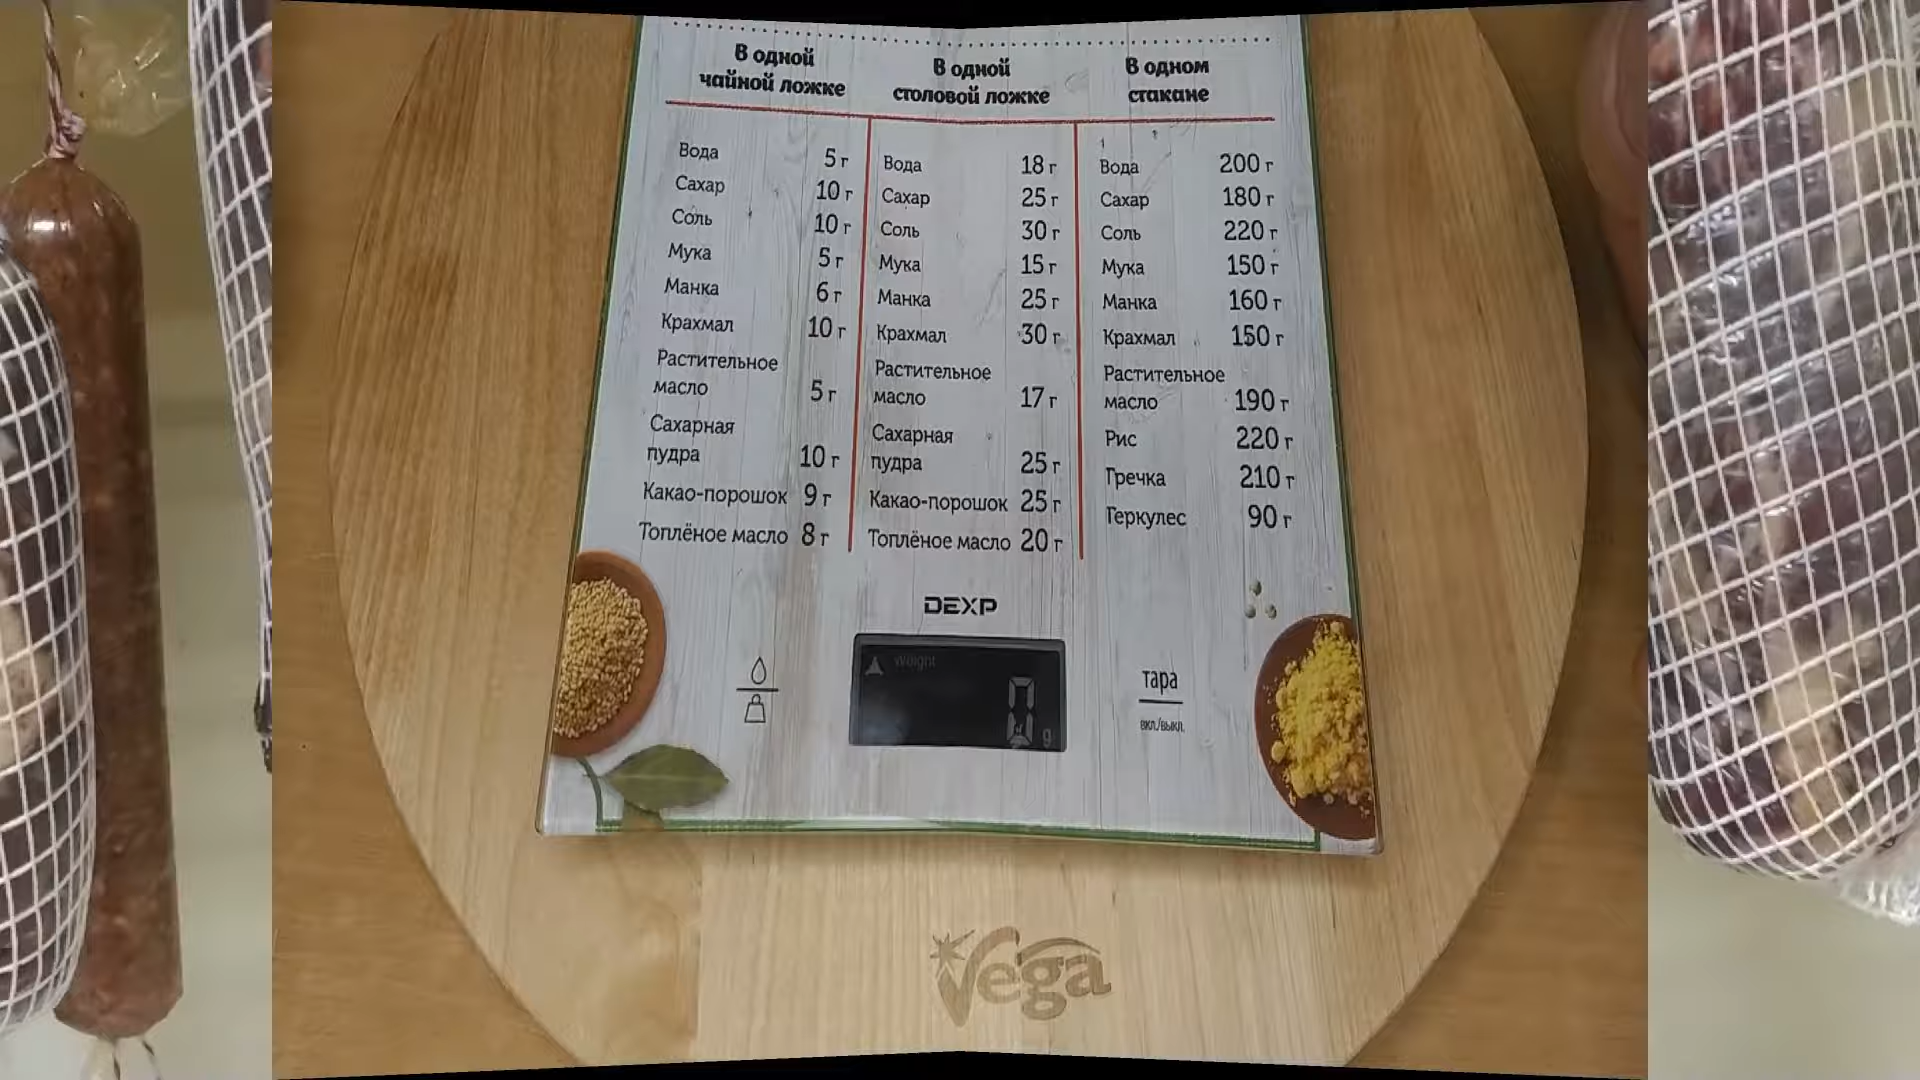 В одной
чайной ложке
Вода 5 г
Сахар 10 г
Соль 10 г
Мука 5 г
Манка 6 г
Крахмал 10 г
Растительное
масло 5 г
Сахарная
пудра 10 г
Какао-порошок 9 г
Топлёное масло 8 г
В одной
столовой ложке
Вода 18 г
Сахар 25 г
Соль 30 г
Мука 15 г
Манка 25 г
Крахмал 30 г
Растительное
масло 17 г
Сахарная
пудра 25 г
Какао-порошок 25 г
Топлёное масло 20 г
В одном
стакане
Вода 200 г
Сахар 180 г
Соль 220 г
Мука 150 г
Манка 160 г
Крахмал 150 г
Растительное
масло 190 г
Рис 220 г
Гречка 210 г
Геркулес 90 г
DEXP
Weight
0 g
тара
вкл./выкл.
Vega